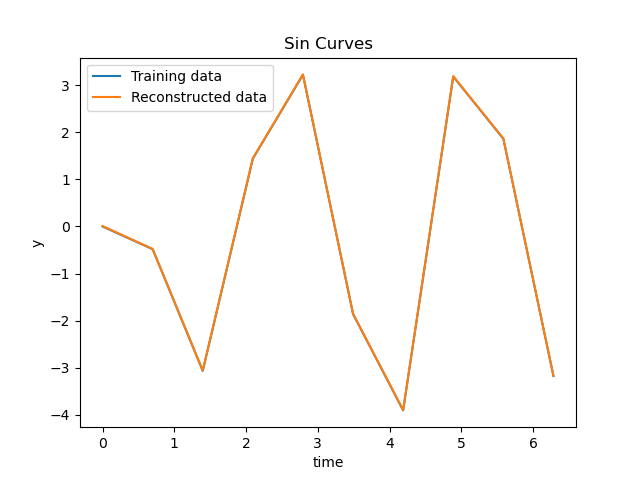 Sin Curves
Training data
Reconstructed data
3
2
1
0
−1
−2
−3
−4
y
0 1 2 3 4 5 6
time